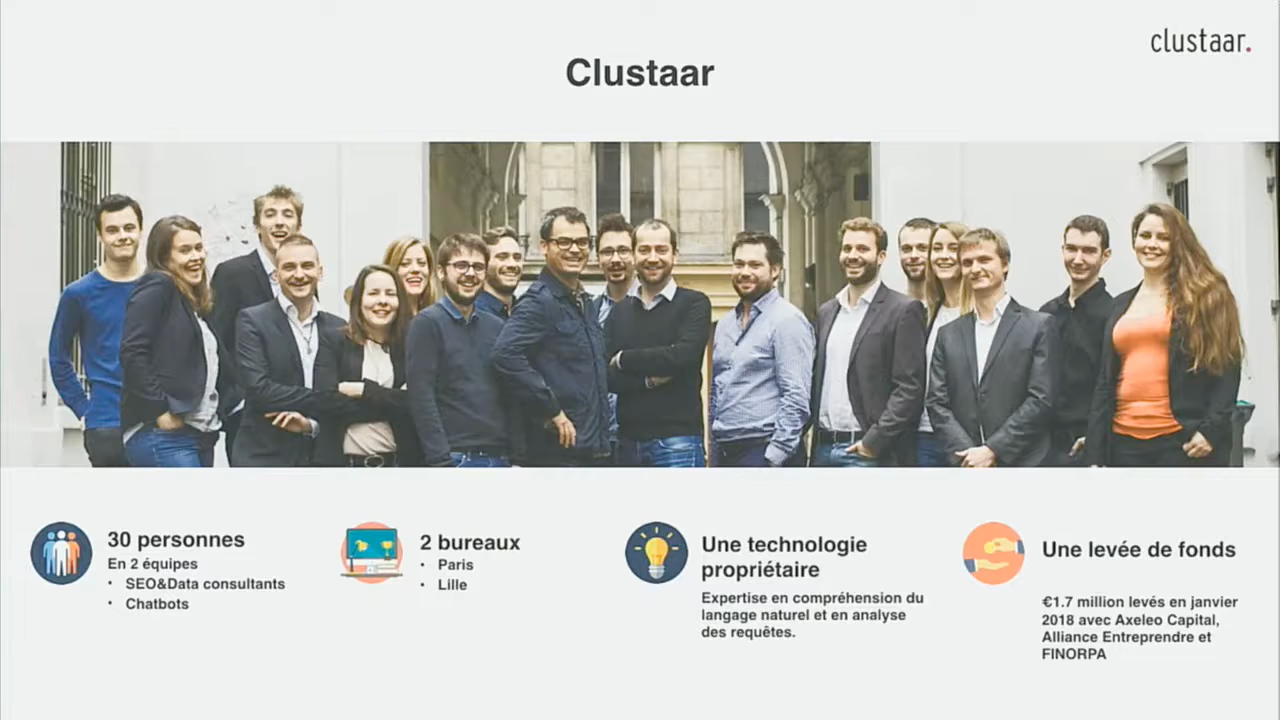 clustaar.
Clustaar
30 personnes
En 2 équipes
• SEO&Data consultants
• Chatbots
2 bureaux
• Paris
• Lille
Une technologie
propriétaire
Expertise en compréhension du
langage naturel et en analyse
des requêtes.
Une levée de fonds
€1.7 million levés en janvier
2018 avec Axeleo Capital,
Alliance Entreprendre et
FINORPA